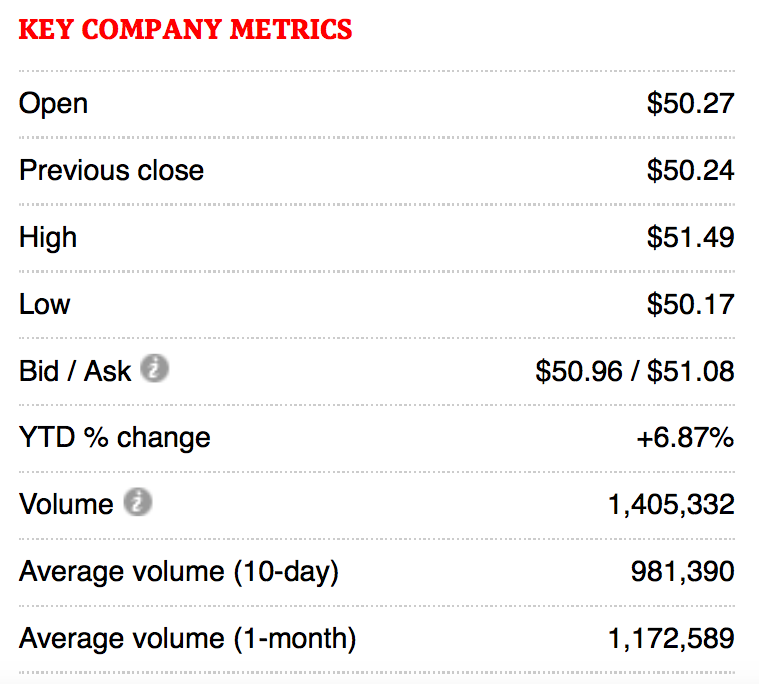 KEY COMPANY METRICS
Open $50.27
Previous close $50.24
High $51.49
Low $50.17
Bid / Ask i $50.96 / $51.08
YTD % change +6.87%
Volume i 1,405,332
Average volume (10-day) 981,390
Average volume (1-month) 1,172,589